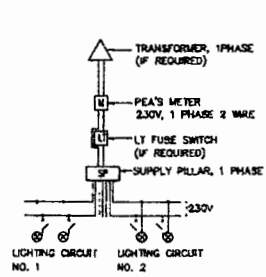 TRANSFORMER, 1PHASE
(IF REQUIRED)
M
PEA'S METER
230V, 1 PHASE 2 WIRE
LT
LT FUSE SWITCH
(IF REQUIRED)
SP
SUPPLY PILLAR, 1 PHASE
230V
LIGHTING CIRCUIT
NO. 1
LIGHTING CIRCUIT
NO. 2